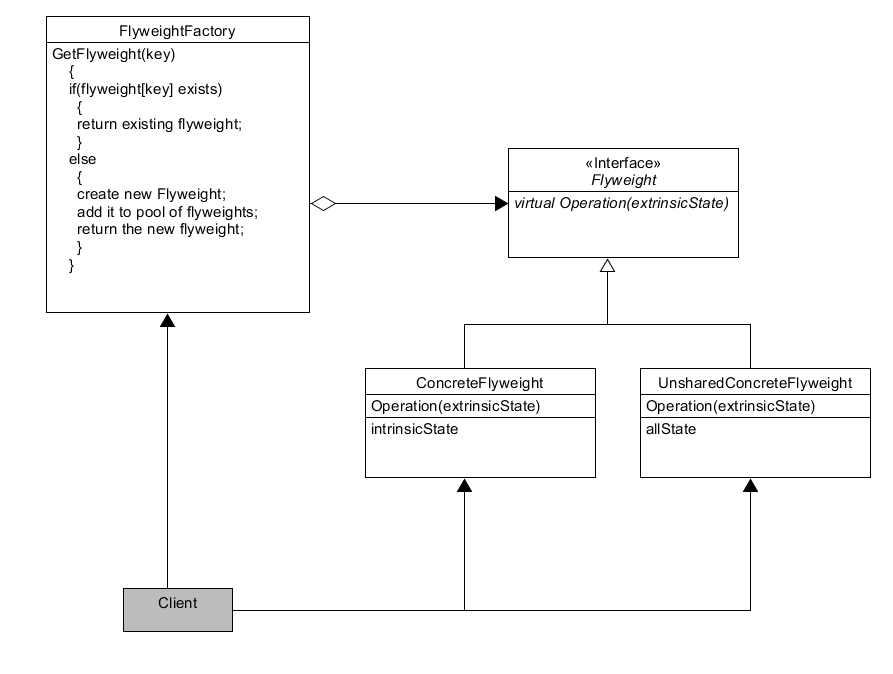 FlyweightFactory
GetFlyweight(key)
{
if(flyweight[key] exists)
{
return existing flyweight;
}
else
{
create new Flyweight;
add it to pool of flyweights;
return the new flyweight;
}
}
«Interface»
Flyweight
virtual Operation(extrinsicState)
ConcreteFlyweight
Operation(extrinsicState)
intrinsicState
UnsharedConcreteFlyweight
Operation(extrinsicState)
allState
Client